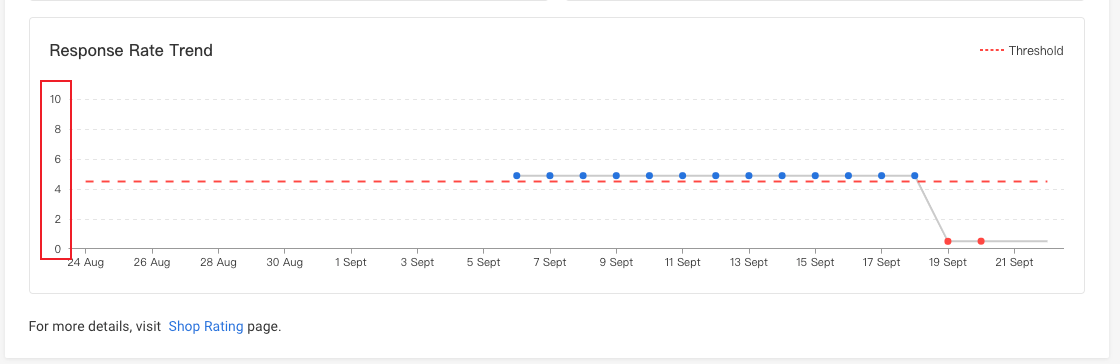 Response Rate Trend
Threshold
10
8
6
4
2
0
24 Aug 26 Aug 28 Aug 30 Aug 1 Sept 3 Sept 5 Sept 7 Sept 9 Sept 11 Sept 13 Sept 15 Sept 17 Sept 19 Sept 21 Sept
For more details, visit Shop Rating page.